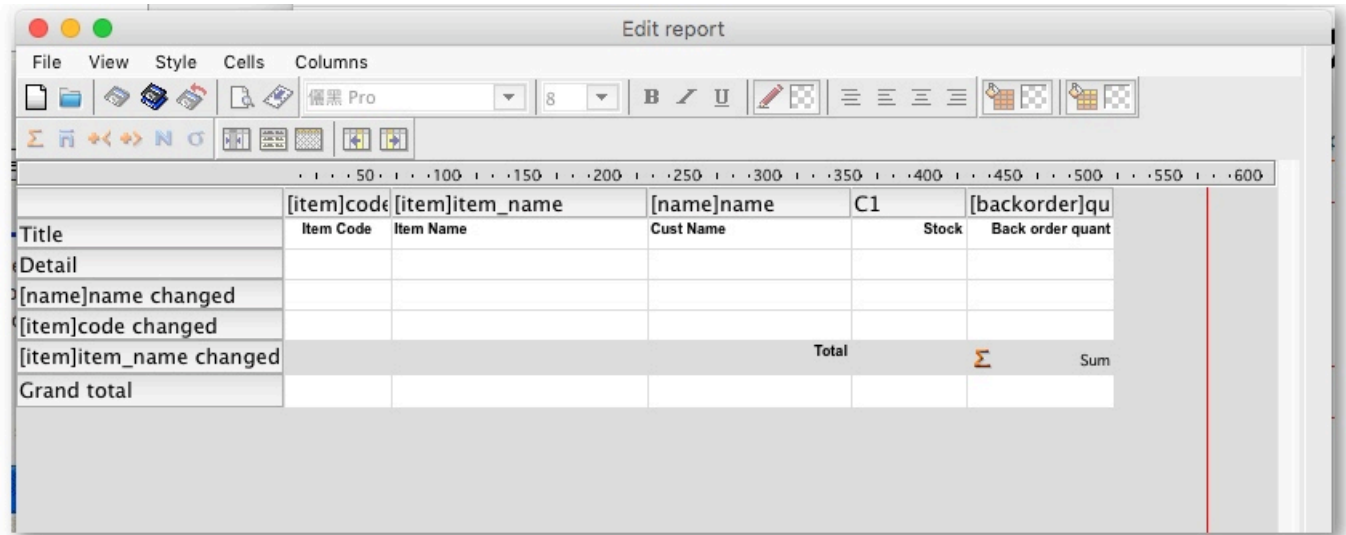 Edit report
File View Style Cells Columns
儷黑 Pro 8 B U
50 100 150 200 250 300 350 400 450 500 550 600
[item]code [item]item_name [name]name C1 [backorder]qu
Title Item Code Item Name Cust Name Stock Back order quant
Detail
[name]name changed
[item]code changed
[item]item_name changed Total Σ Sum
Grand total